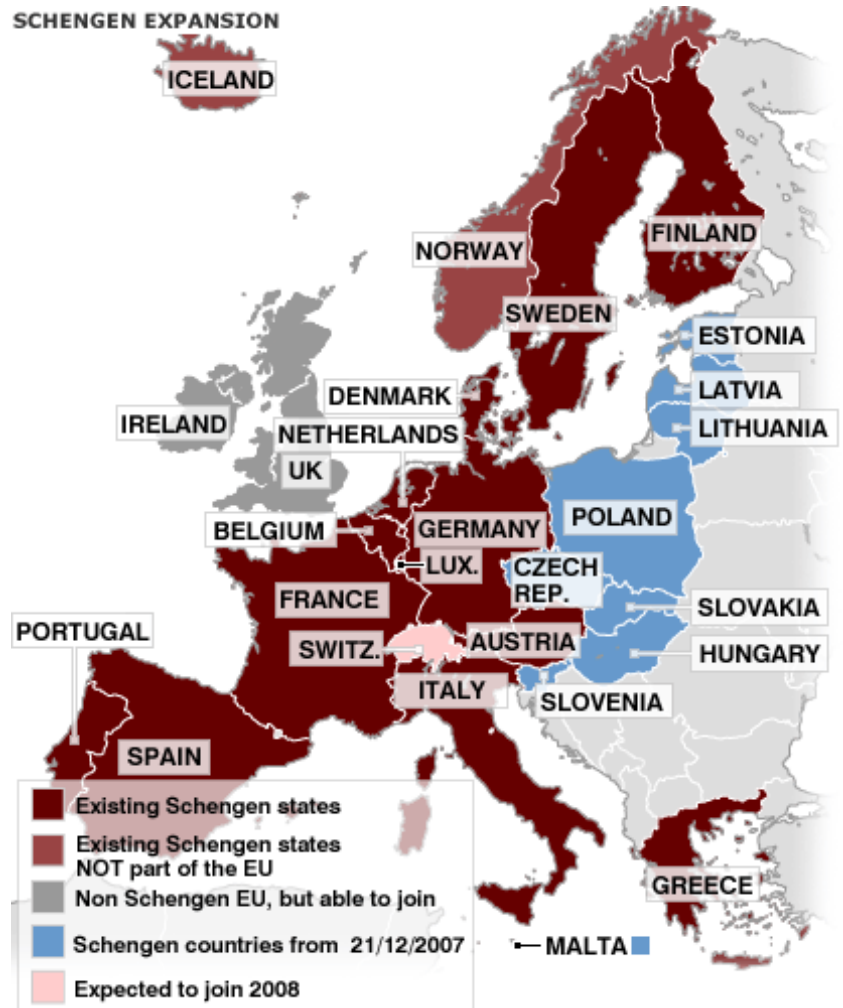 SCHENGEN EXPANSION
ICELAND
FINLAND
NORWAY
SWEDEN
ESTONIA
DENMARK
LATVIA
IRELAND
NETHERLANDS
LITHUANIA
UK
BELGIUM
GERMANY
POLAND
LUX.
CZECH
REP.
FRANCE
SLOVAKIA
PORTUGAL
SWITZ.
AUSTRIA
HUNGARY
ITALY
SLOVENIA
SPAIN
Existing Schengen states
Existing Schengen states
NOT part of the EU
GREECE
Non Schengen EU, but able to join
Schengen countries from 21/12/2007
MALTA
Expected to join 2008